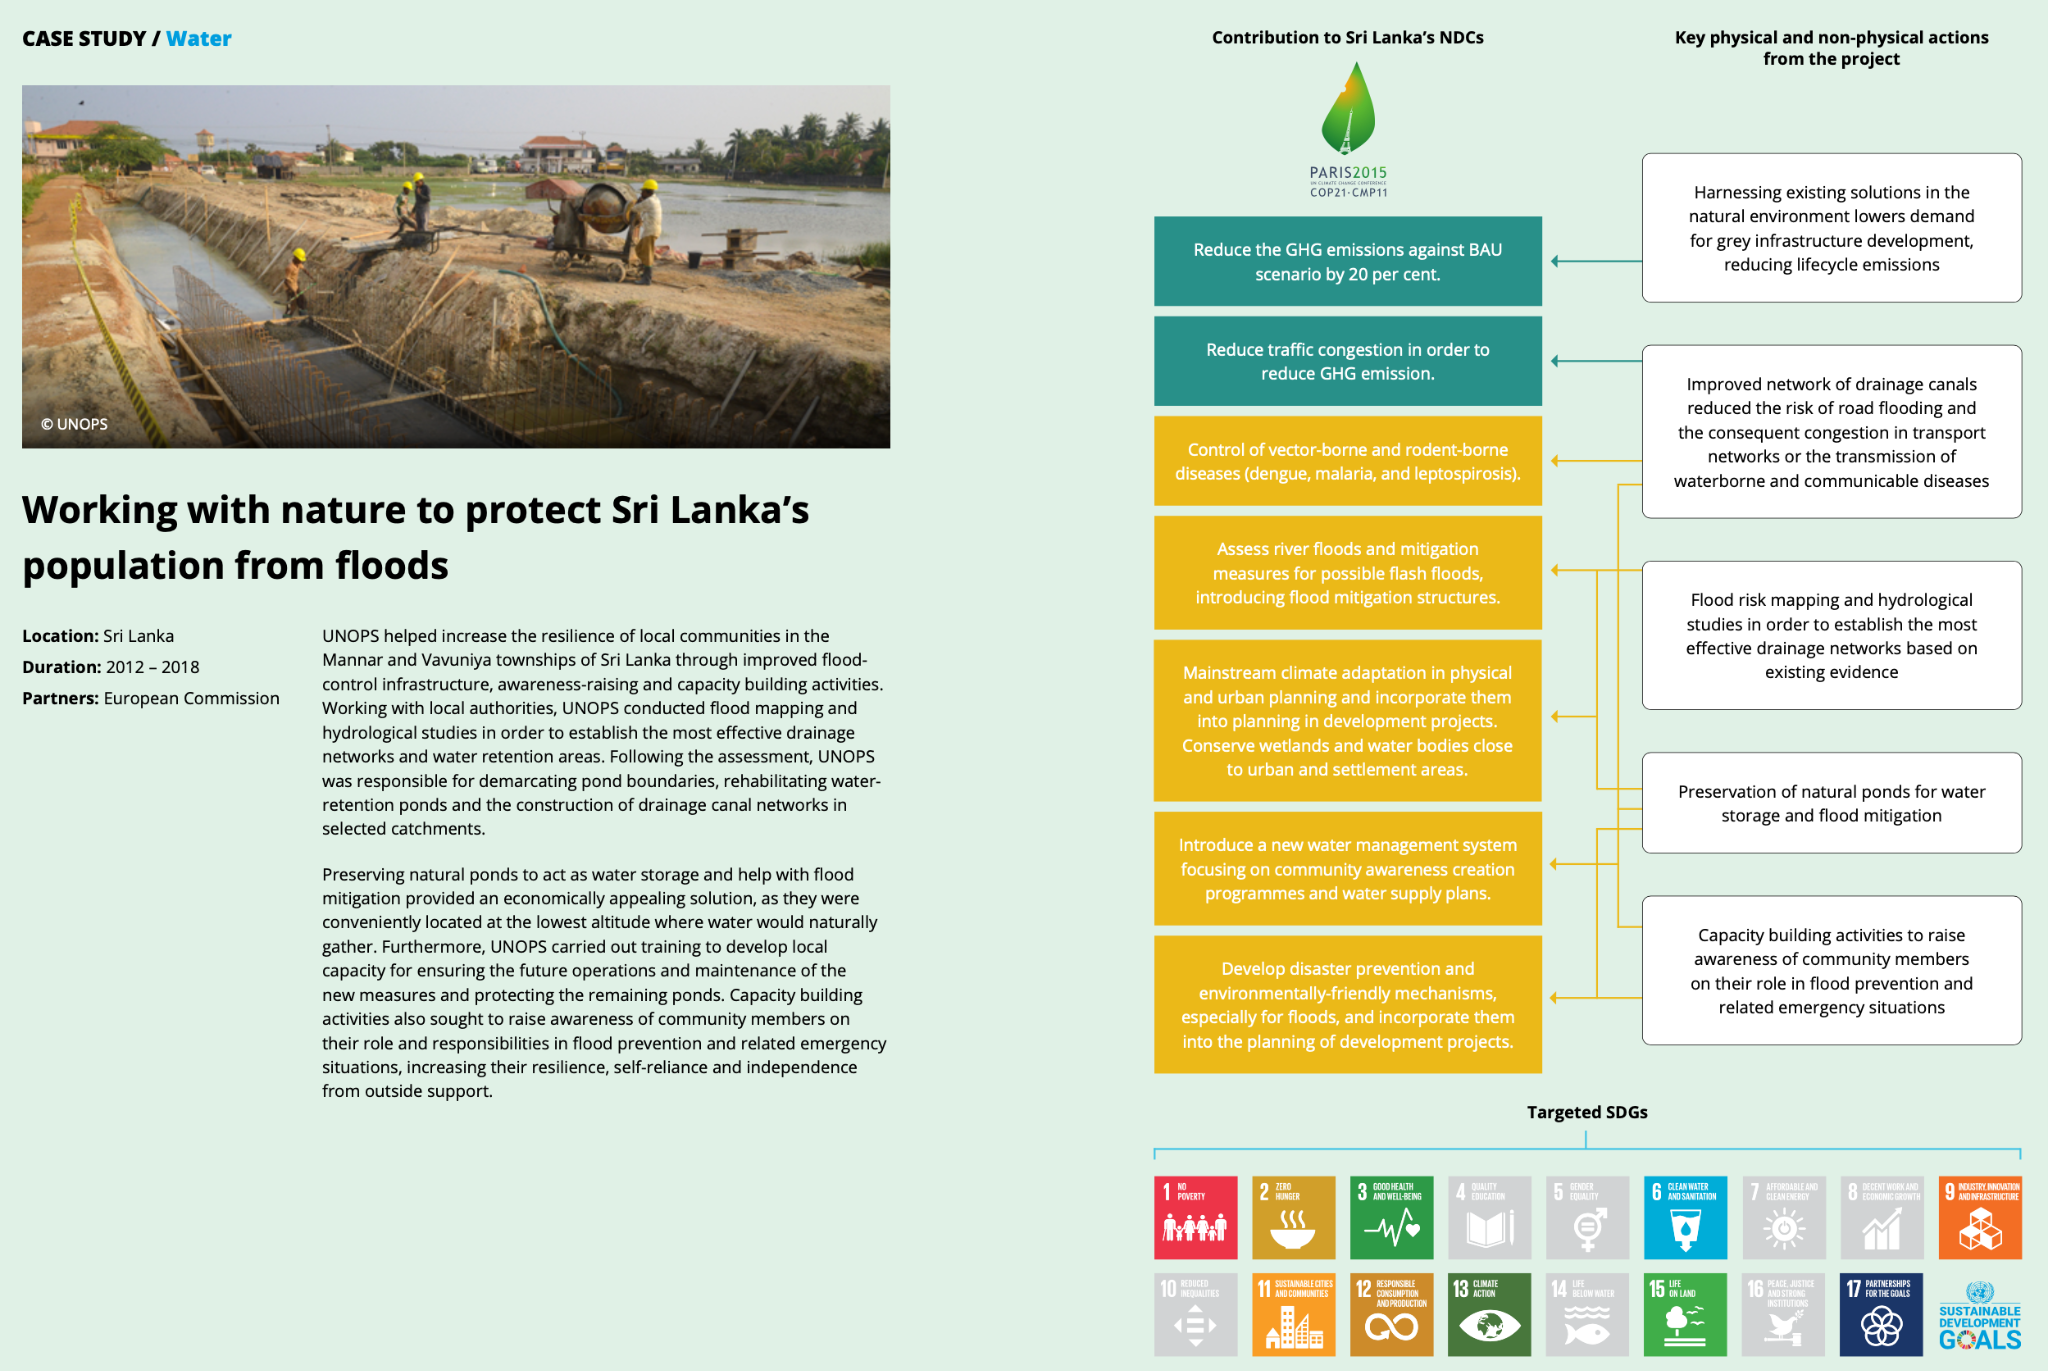 CASE STUDY / Water
© UNOPS
Working with nature to protect Sri Lanka’s
population from floods
Location: Sri Lanka
Duration: 2012 – 2018
Partners: European Commission
UNOPS helped increase the resilience of local communities in the
Mannar and Vavuniya townships of Sri Lanka through improved flood-
control infrastructure, awareness-raising and capacity building activities.
Working with local authorities, UNOPS conducted flood mapping and
hydrological studies in order to establish the most effective drainage
networks and water retention areas. Following the assessment, UNOPS
was responsible for demarcating pond boundaries, rehabilitating water-
retention ponds and the construction of drainage canal networks in
selected catchments.
Preserving natural ponds to act as water storage and help with flood
mitigation provided an economically appealing solution, as they were
conveniently located at the lowest altitude where water would naturally
gather. Furthermore, UNOPS carried out training to develop local
capacity for ensuring the future operations and maintenance of the
new measures and protecting the remaining ponds. Capacity building
activities also sought to raise awareness of community members on
their role and responsibilities in flood prevention and related emergency
situations, increasing their resilience, self-reliance and independence
from outside support.
Contribution to Sri Lanka’s NDCs
PARIS2015
UN CLIMATE CHANGE CONFERENCE
COP21·CMP11
Reduce the GHG emissions against BAU
scenario by 20 per cent.
Reduce traffic congestion in order to
reduce GHG emission.
Control of vector-borne and rodent-borne
diseases (dengue, malaria, and leptospirosis).
Assess river floods and mitigation
measures for possible flash floods,
introducing flood mitigation structures.
Mainstream climate adaptation in physical
and urban planning and incorporate them
into planning in development projects.
Conserve wetlands and water bodies close
to urban and settlement areas.
Introduce a new water management system
focusing on community awareness creation
programmes and water supply plans.
Develop disaster prevention and
environmentally-friendly mechanisms,
especially for floods, and incorporate them
into the planning of development projects.
Key physical and non-physical actions
from the project
Harnessing existing solutions in the
natural environment lowers demand
for grey infrastructure development,
reducing lifecycle emissions
Improved network of drainage canals
reduced the risk of road flooding and
the consequent congestion in transport
networks or the transmission of
waterborne and communicable diseases
Flood risk mapping and hydrological
studies in order to establish the most
effective drainage networks based on
existing evidence
Preservation of natural ponds for water
storage and flood mitigation
Capacity building activities to raise
awareness of community members
on their role in flood prevention and
related emergency situations
Targeted SDGs
1 NO
POVERTY
2 ZERO
HUNGER
3 GOOD HEALTH
AND WELL-BEING
4 QUALITY
EDUCATION
5 GENDER
EQUALITY
6 CLEAN WATER
AND SANITATION
7 AFFORDABLE AND
CLEAN ENERGY
8 DECENT WORK AND
ECONOMIC GROWTH
9 INDUSTRY, INNOVATION
AND INFRASTRUCTURE
10 REDUCED
INEQUALITIES
11 SUSTAINABLE CITIES
AND COMMUNITIES
12 RESPONSIBLE
CONSUMPTION
AND PRODUCTION
13 CLIMATE
ACTION
14 LIFE
BELOW WATER
15 LIFE
ON LAND
16 PEACE, JUSTICE
AND STRONG
INSTITUTIONS
17 PARTNERSHIPS
FOR THE GOALS
SUSTAINABLE
DEVELOPMENT
GOALS